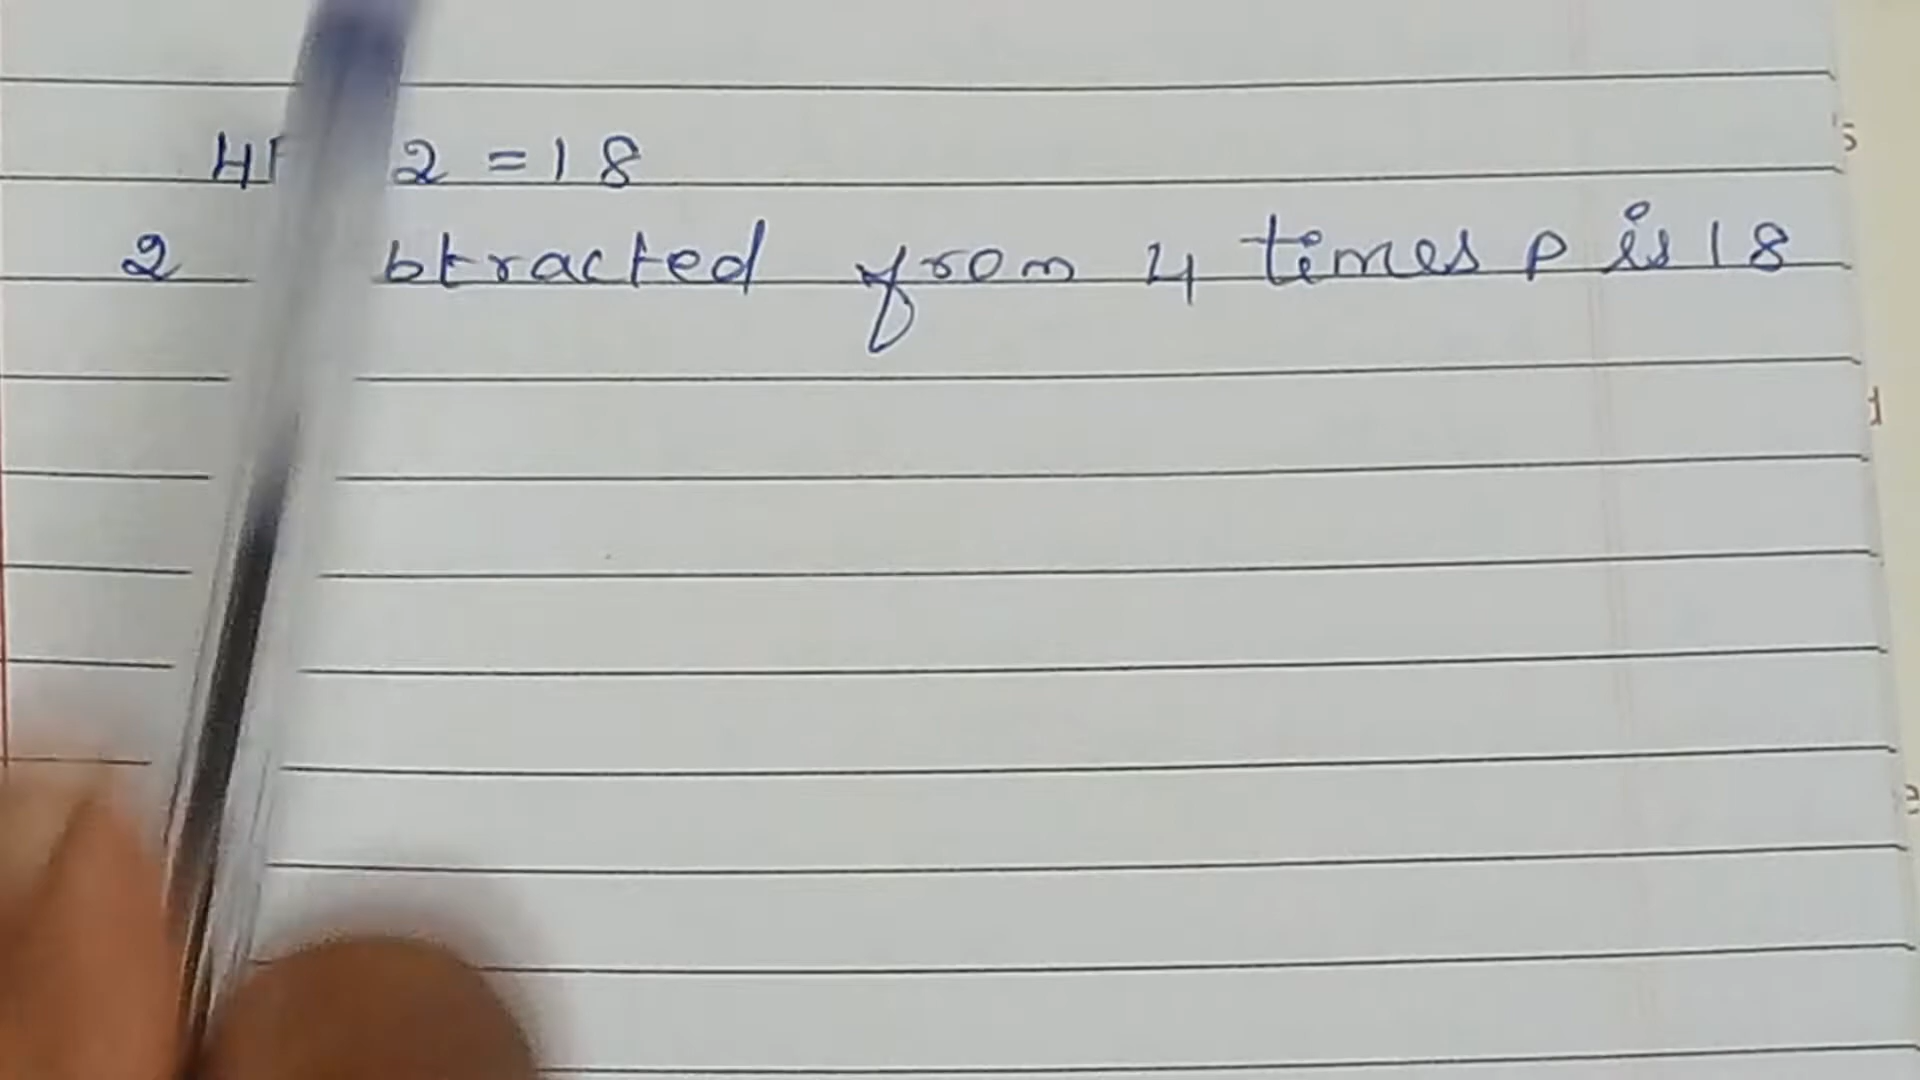 4 2 = 18
2 btracted from 4 times p is 18